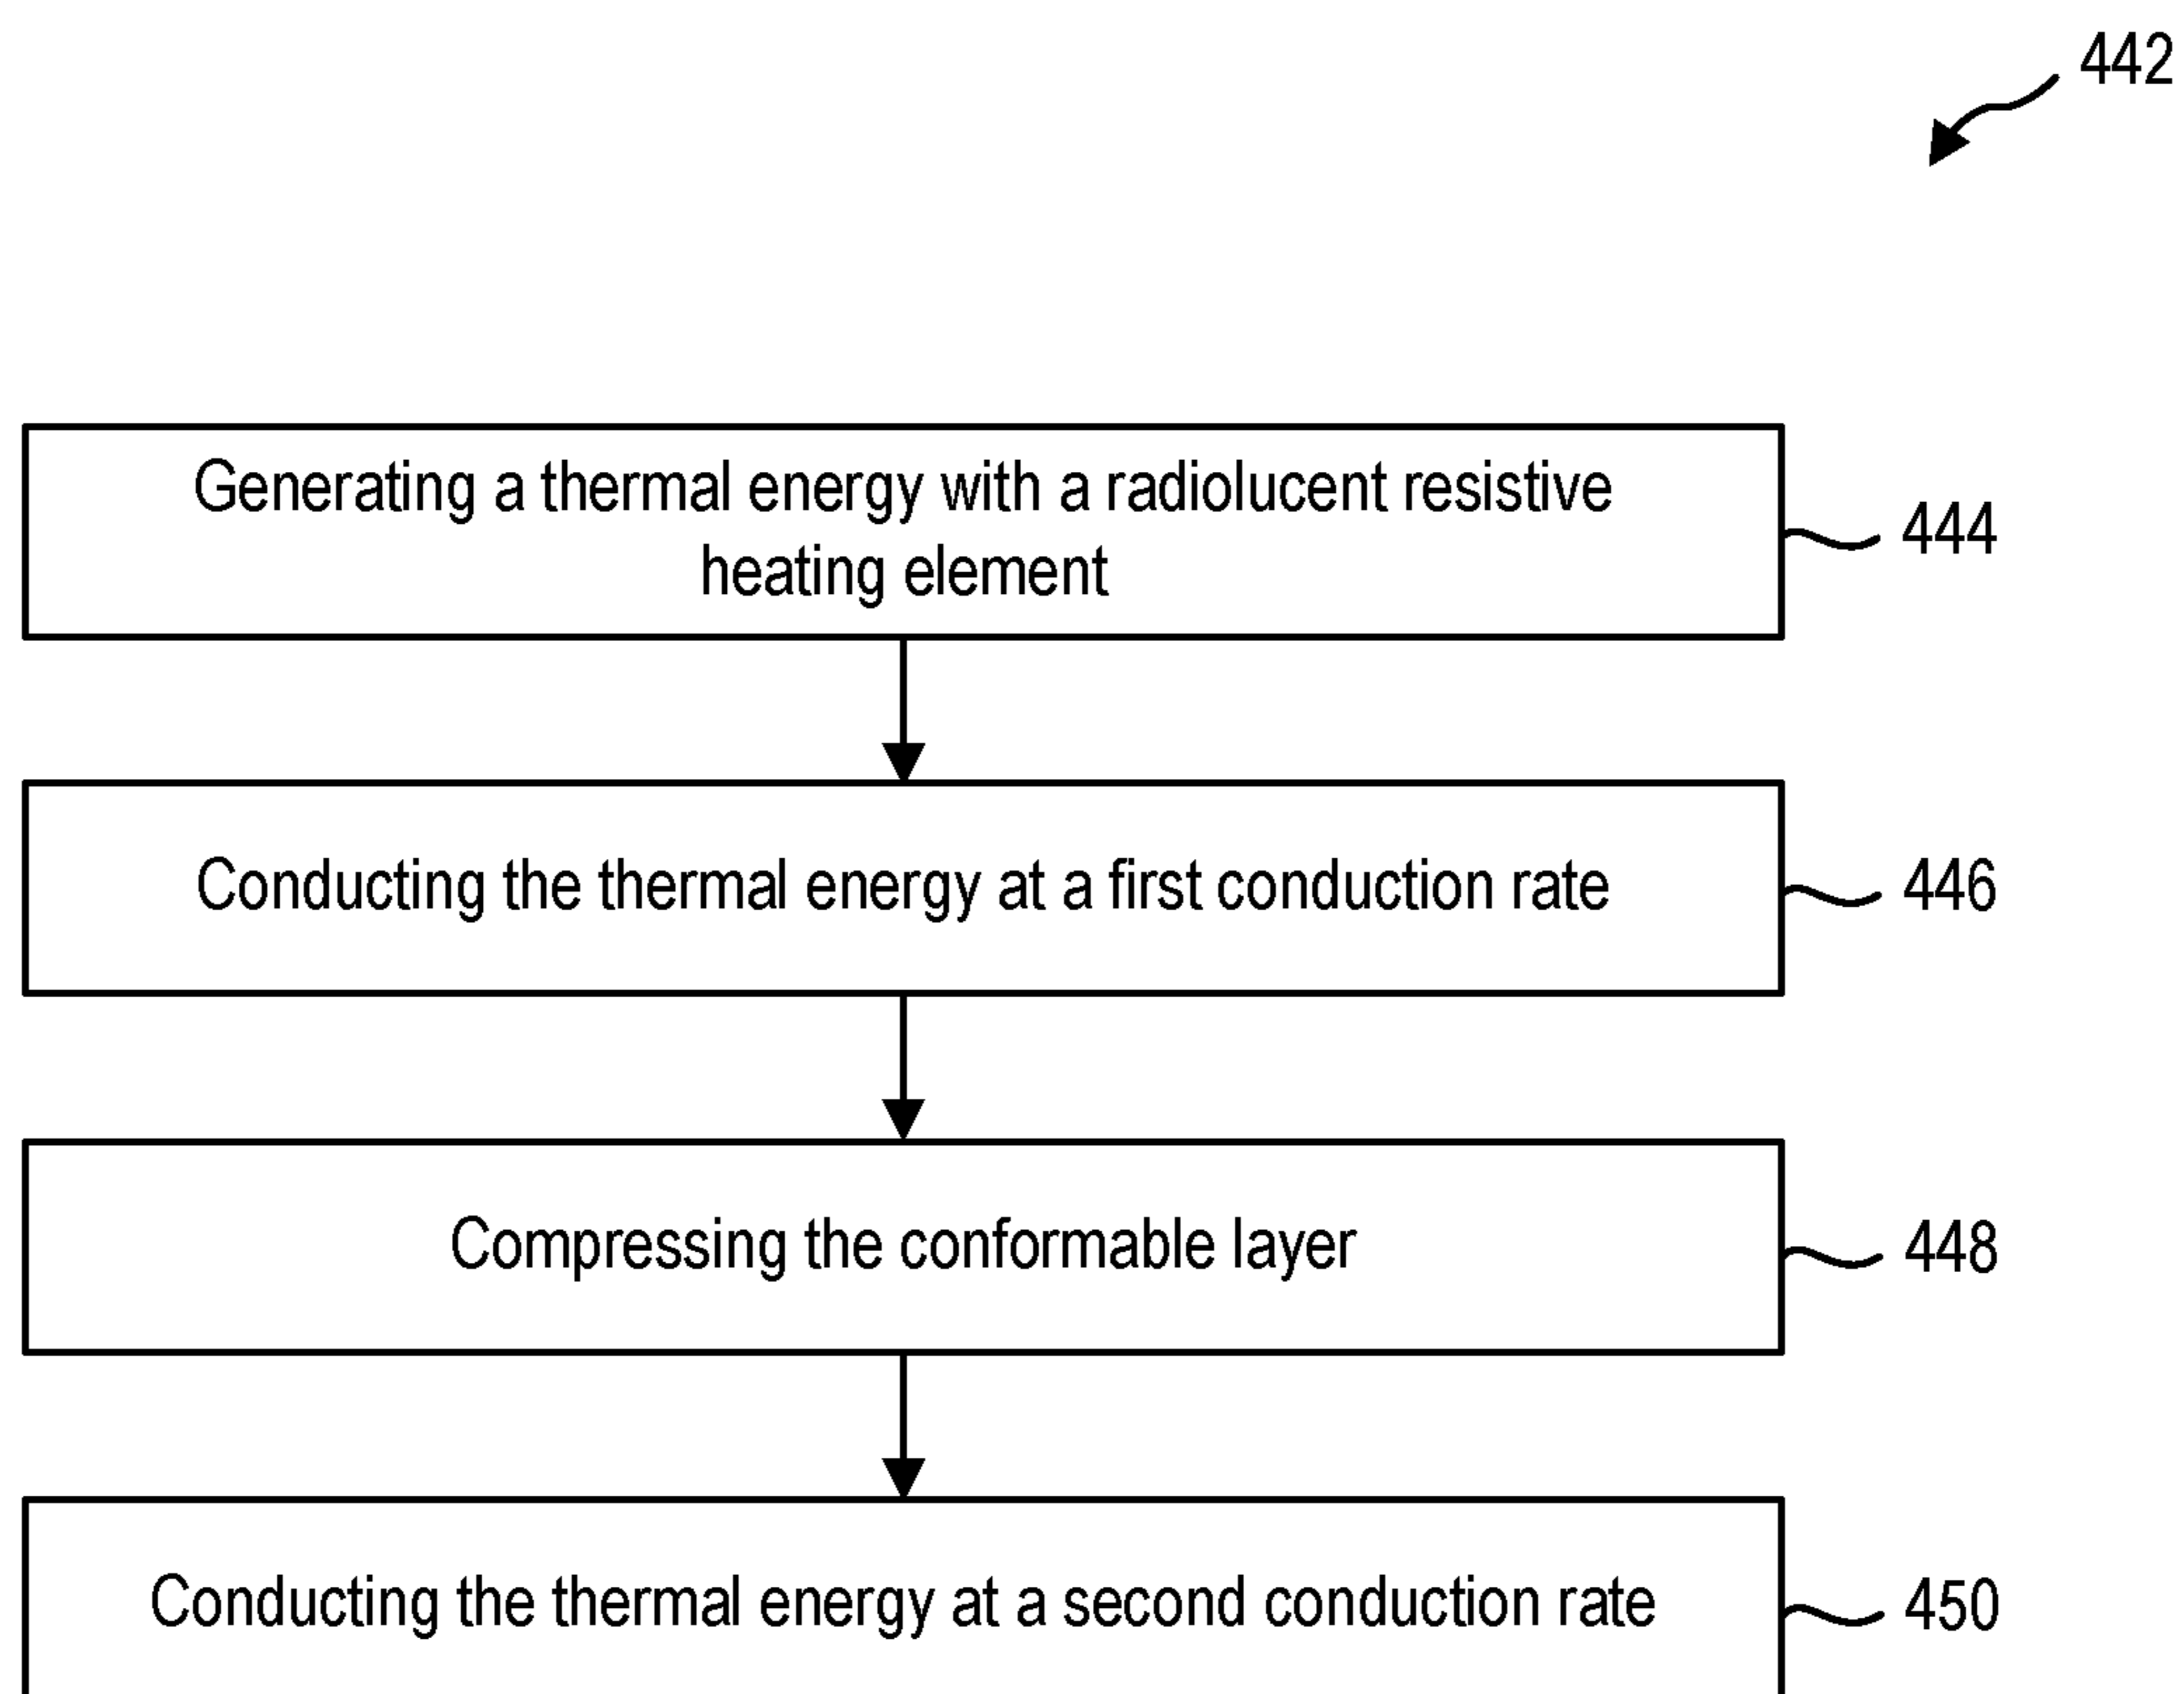 442
Generating a thermal energy with a radiolucent resistive
heating element
444
Conducting the thermal energy at a first conduction rate
446
Compressing the conformable layer
448
Conducting the thermal energy at a second conduction rate
450